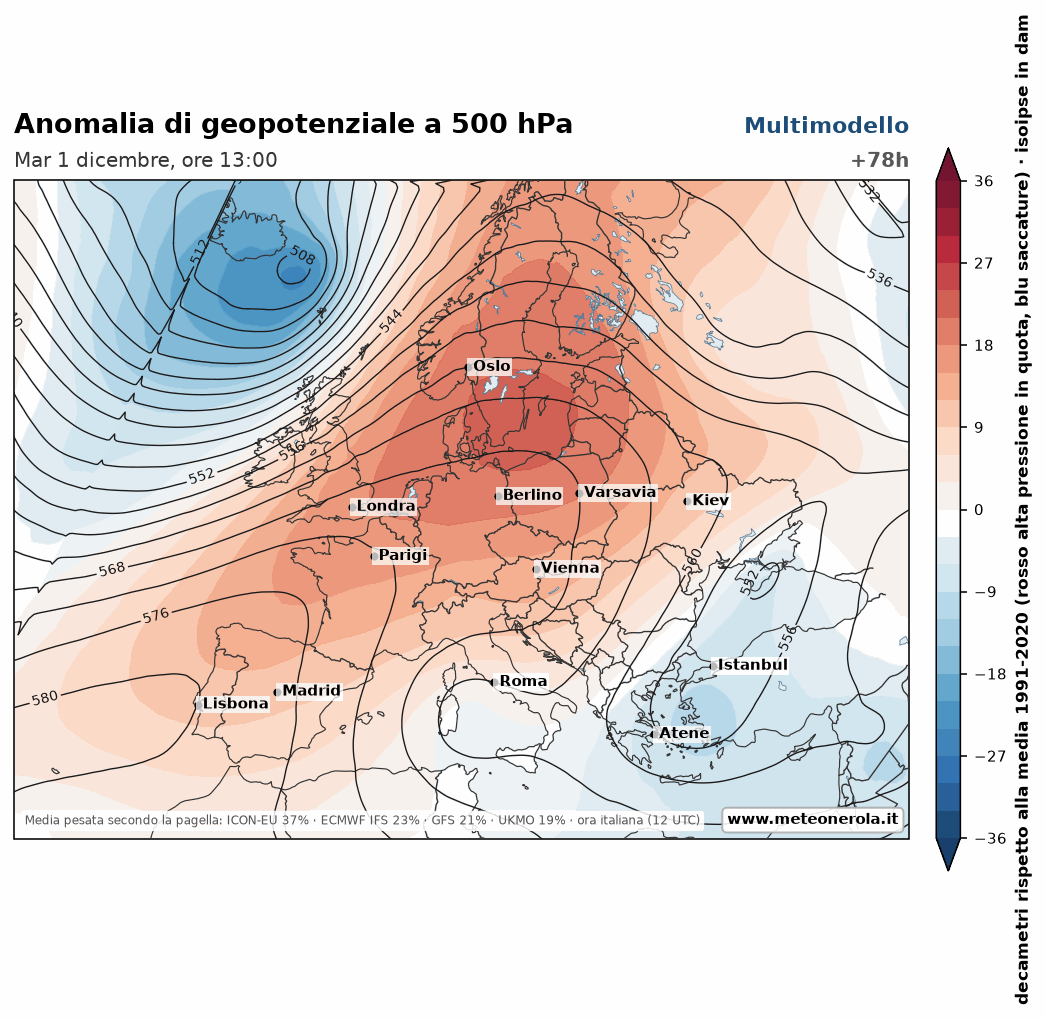 Anomalia di geopotenziale a 500 hPa
Multimodello
Mar 1 dicembre, ore 13:00
+78h
512
508
532
536
544
556
552
568
576
580
560
552
556
Oslo
Londra
Berlino
Varsavia
Kiev
Parigi
Vienna
Madrid
Lisbona
Roma
Istanbul
Atene
Media pesata secondo la pagella: ICON-EU 37% · ECMWF IFS 23% · GFS 21% · UKMO 19% · ora italiana (12 UTC)
www.meteonerola.it
36
27
18
9
0
−9
−18
−27
−36
decametri rispetto alla media 1991-2020 (rosso alta pressione in quota, blu saccature) · isoipse in dam